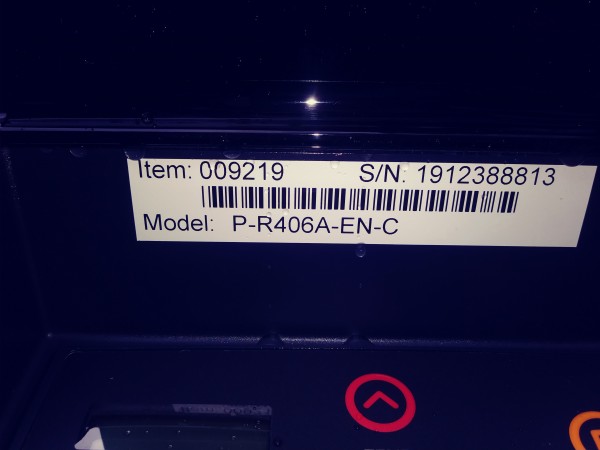 Item: 009219 S/N: 1912388813
Model: P-R406A-EN-C